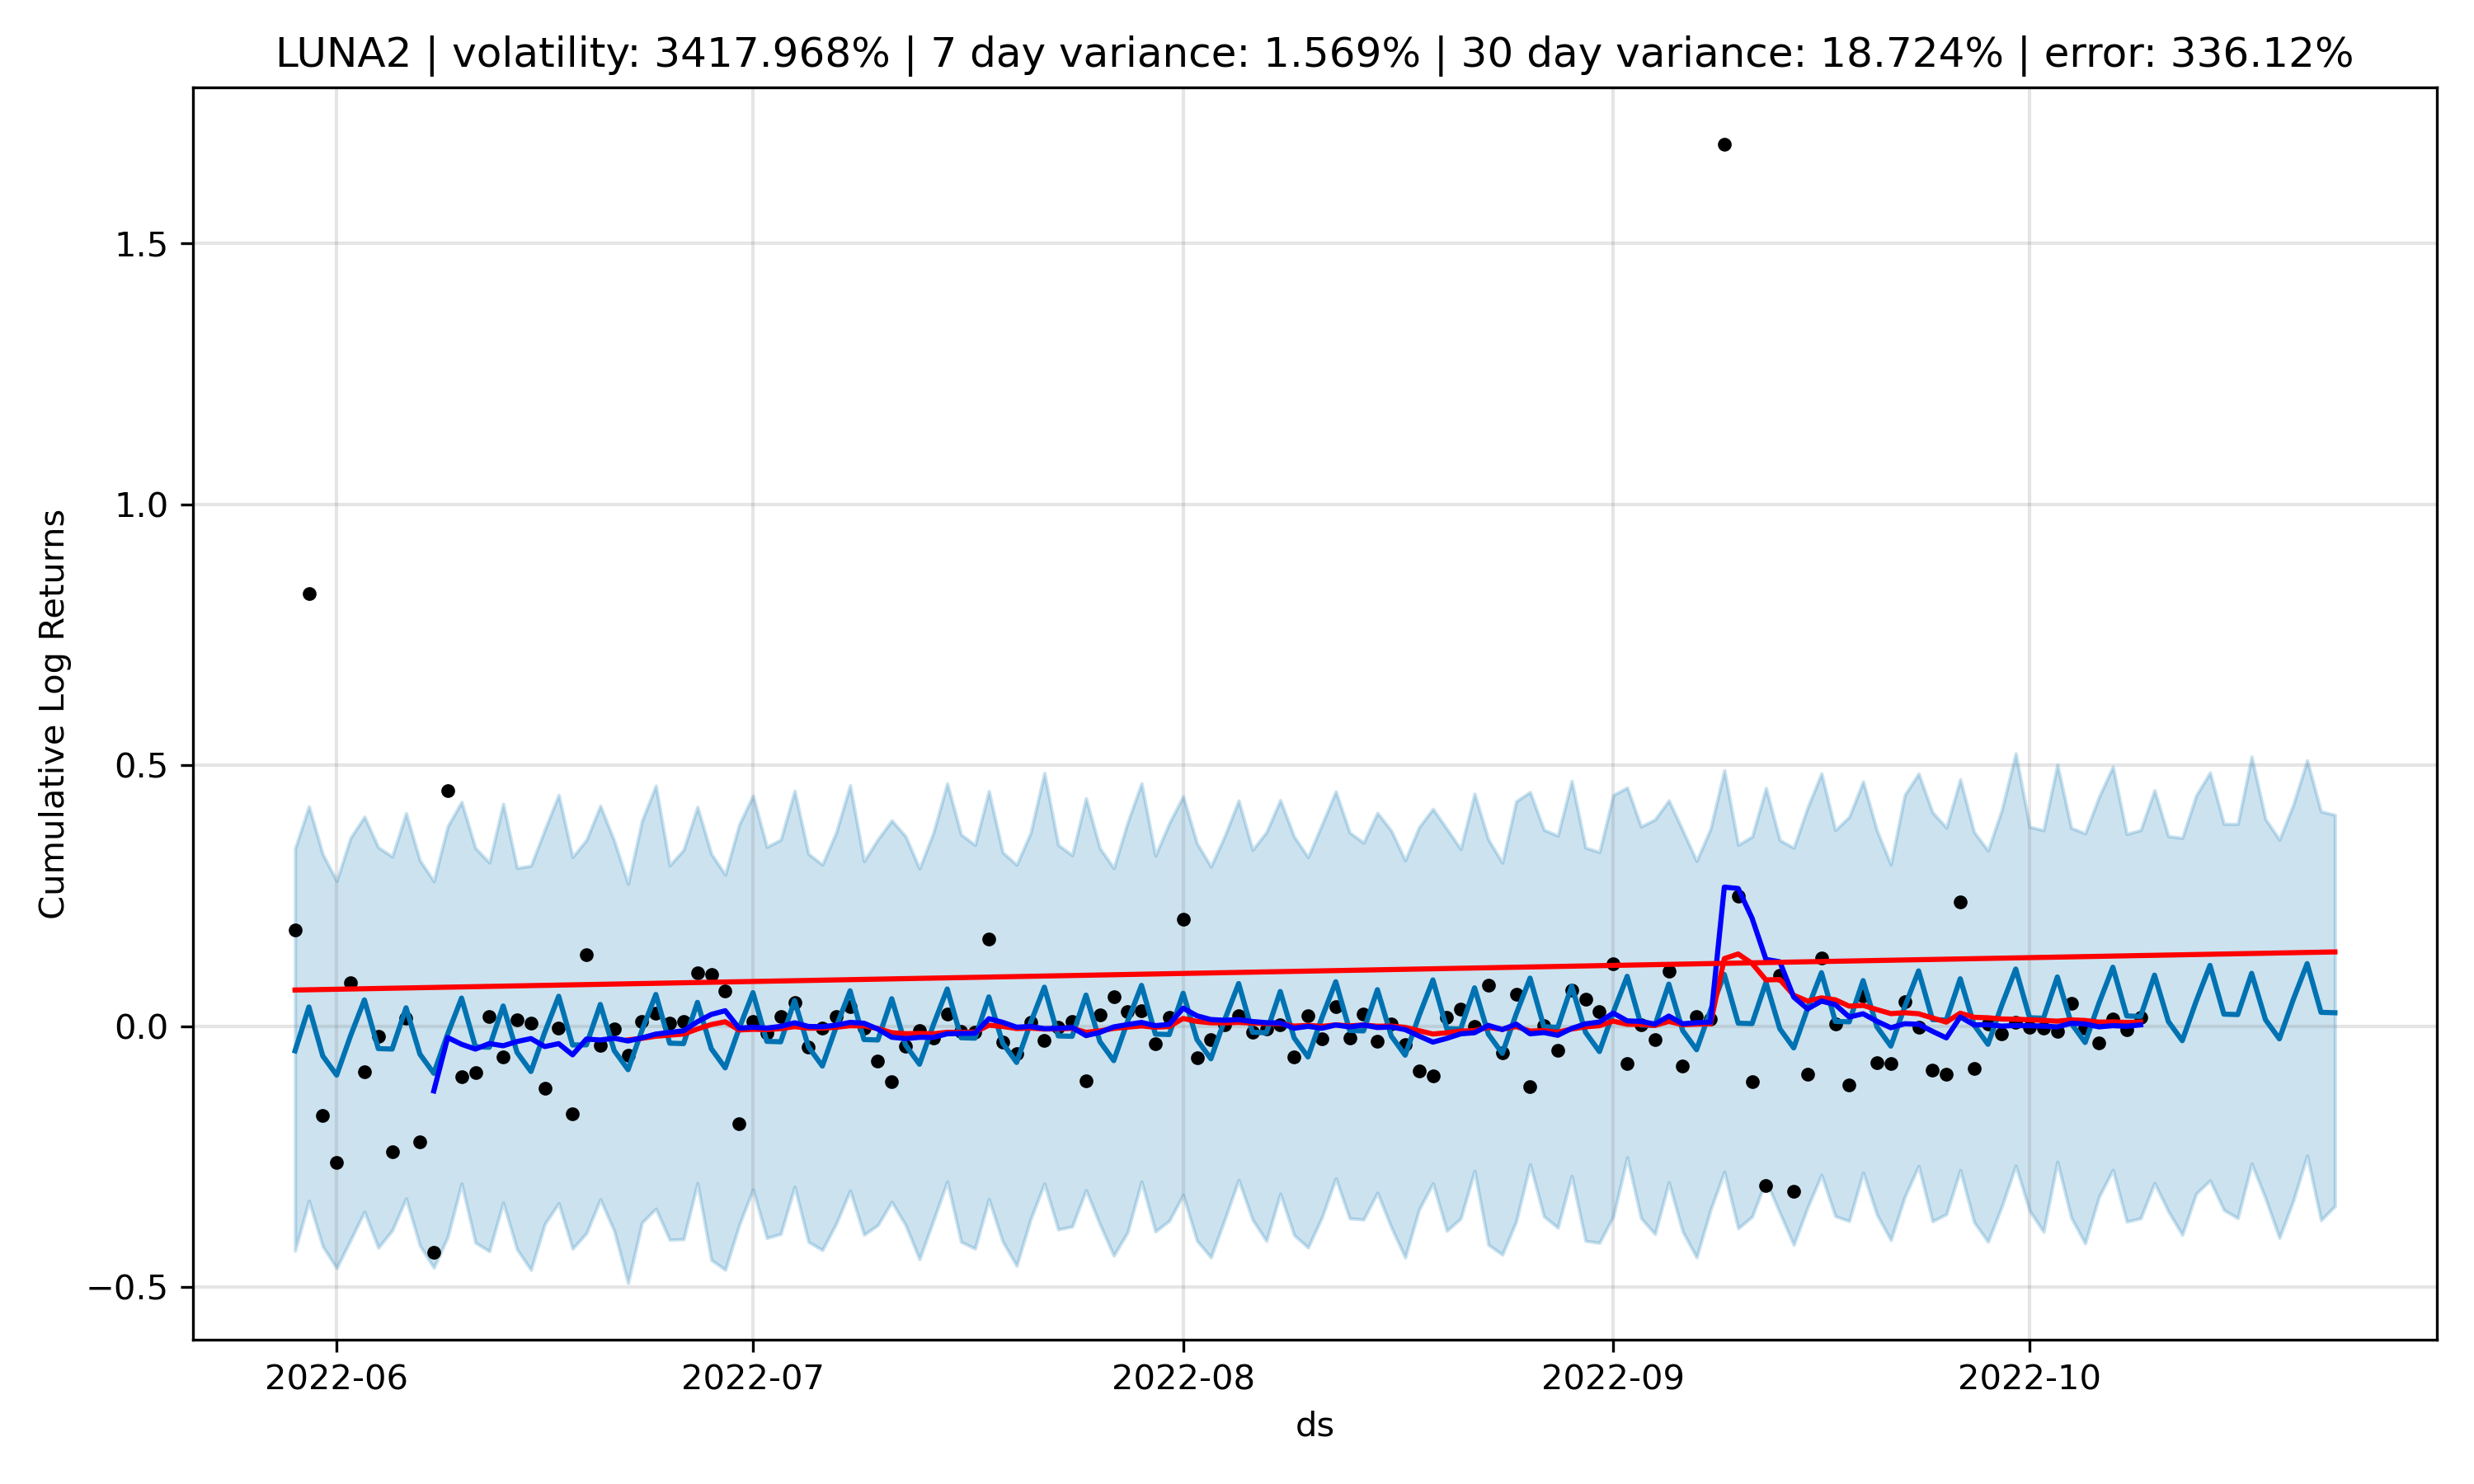 LUNA2 | volatility: 3417.968% | 7 day variance: 1.569% | 30 day variance: 18.724% | error: 336.12%
Cumulative Log Returns
1.5
1.0
0.5
0.0
−0.5
2022-06 2022-07 2022-08 2022-09 2022-10
ds